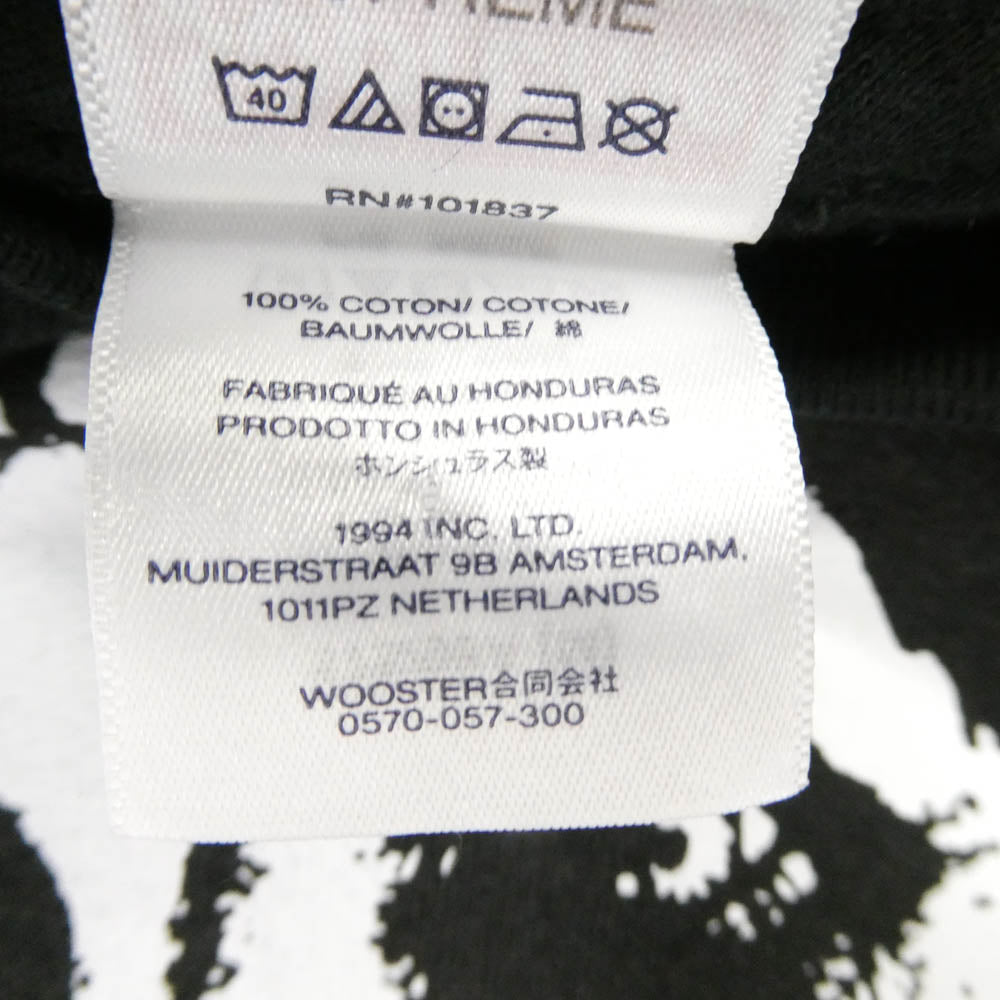 40
RN#101837
100% COTON/ COTONE/
BAUMWOLLE/ 綿
FABRIQUÉ AU HONDURAS
PRODOTTO IN HONDURAS
ホンジュラス製
1994 INC. LTD.
MUIDERSTRAAT 9B AMSTERDAM.
1011PZ NETHERLANDS
WOOSTER合同会社
0570-057-300